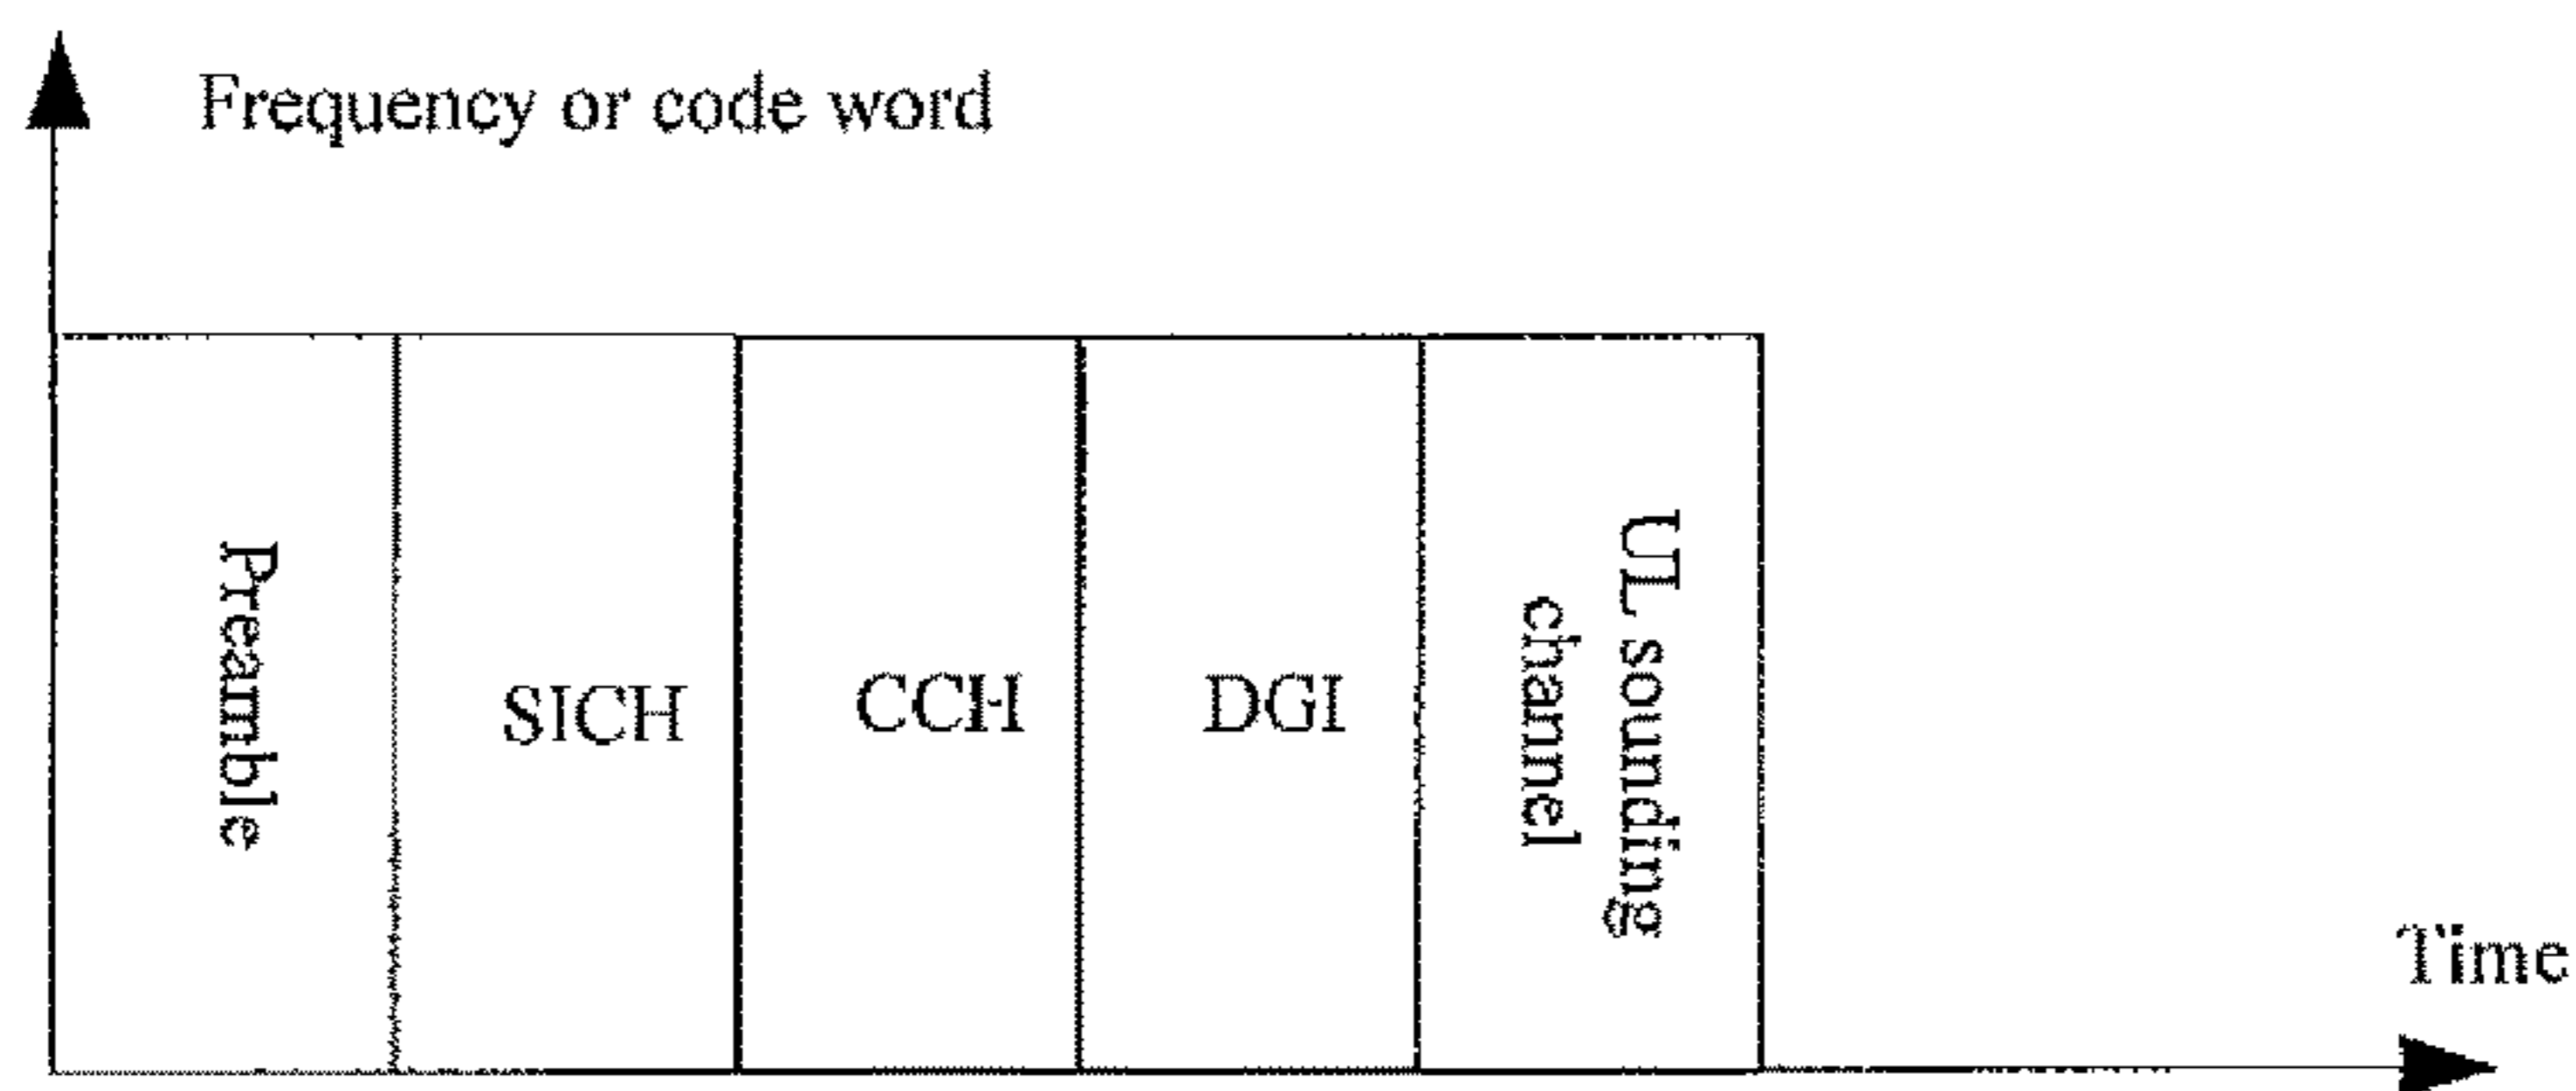 Frequency or code word
Preamble
SICH
CCH
DGI
UL sounding
channel
Time